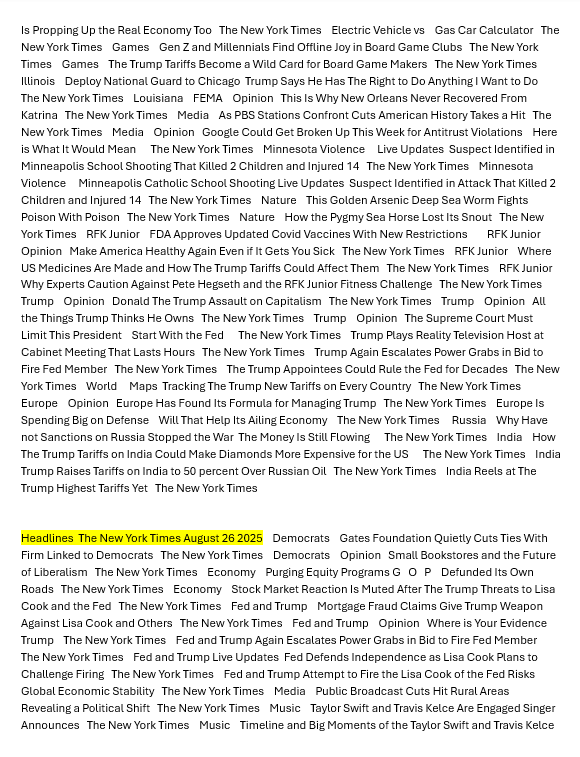 Is Propping Up the Real Economy Too The New York Times Electric Vehicle vs Gas Car Calculator The
New York Times Games Gen Z and Millennials Find Offline Joy in Board Game Clubs The New York
Times Games The Trump Tariffs Become a Wild Card for Board Game Makers The New York Times
Illinois Deploy National Guard to Chicago Trump Says He Has The Right to Do Anything I Want to Do
The New York Times Louisiana FEMA Opinion This Is Why New Orleans Never Recovered From
Katrina The New York Times Media As PBS Stations Confront Cuts American History Takes a Hit The
New York Times Media Opinion Google Could Get Broken Up This Week for Antitrust Violations Here
is What It Would Mean The New York Times Minnesota Violence Live Updates Suspect Identified in
Minneapolis School Shooting That Killed 2 Children and Injured 14 The New York Times Minnesota
Violence Minneapolis Catholic School Shooting Live Updates Suspect Identified in Attack That Killed 2
Children and Injured 14 The New York Times Nature This Golden Arsenic Deep Sea Worm Fights
Poison With Poison The New York Times Nature How the Pygmy Sea Horse Lost Its Snout The New
York Times RFK Junior FDA Approves Updated Covid Vaccines With New Restrictions RFK Junior
Opinion Make America Healthy Again Even if It Gets You Sick The New York Times RFK Junior Where
US Medicines Are Made and How The Trump Tariffs Could Affect Them The New York Times RFK Junior
Why Experts Caution Against Pete Hegseth and the RFK Junior Fitness Challenge The New York Times
Trump Opinion Donald The Trump Assault on Capitalism The New York Times Trump Opinion All
the Things Trump Thinks He Owns The New York Times Trump Opinion The Supreme Court Must
Limit This President Start With the Fed The New York Times Trump Plays Reality Television Host at
Cabinet Meeting That Lasts Hours The New York Times Trump Again Escalates Power Grabs in Bid to
Fire Fed Member The New York Times The Trump Appointees Could Rule the Fed for Decades The New
York Times World Maps Tracking The Trump New Tariffs on Every Country The New York Times
Europe Opinion Europe Has Found Its Formula for Managing Trump The New York Times Europe Is
Spending Big on Defense Will That Help Its Ailing Economy The New York Times Russia Why Have
not Sanctions on Russia Stopped the War The Money Is Still Flowing The New York Times India How
The Trump Tariffs on India Could Make Diamonds More Expensive for the US The New York Times India
Trump Raises Tariffs on India to 50 percent Over Russian Oil The New York Times India Reels at The
Trump Highest Tariffs Yet The New York Times
Headlines The New York Times August 26 2025 Democrats Gates Foundation Quietly Cuts Ties With
Firm Linked to Democrats The New York Times Democrats Opinion Small Bookstores and the Future
of Liberalism The New York Times Economy Purging Equity Programs G O P Defunded Its Own
Roads The New York Times Economy Stock Market Reaction Is Muted After The Trump Threats to Lisa
Cook and the Fed The New York Times Fed and Trump Mortgage Fraud Claims Give Trump Weapon
Against Lisa Cook and Others The New York Times Fed and Trump Opinion Where is Your Evidence
Trump The New York Times Fed and Trump Again Escalates Power Grabs in Bid to Fire Fed Member
The New York Times Fed and Trump Live Updates Fed Defends Independence as Lisa Cook Plans to
Challenge Firing The New York Times Fed and Trump Attempt to Fire the Lisa Cook of the Fed Risks
Global Economic Stability The New York Times Media Public Broadcast Cuts Hit Rural Areas
Revealing a Political Shift The New York Times Music Taylor Swift and Travis Kelce Are Engaged Singer
Announces The New York Times Music Timeline and Big Moments of the Taylor Swift and Travis Kelce